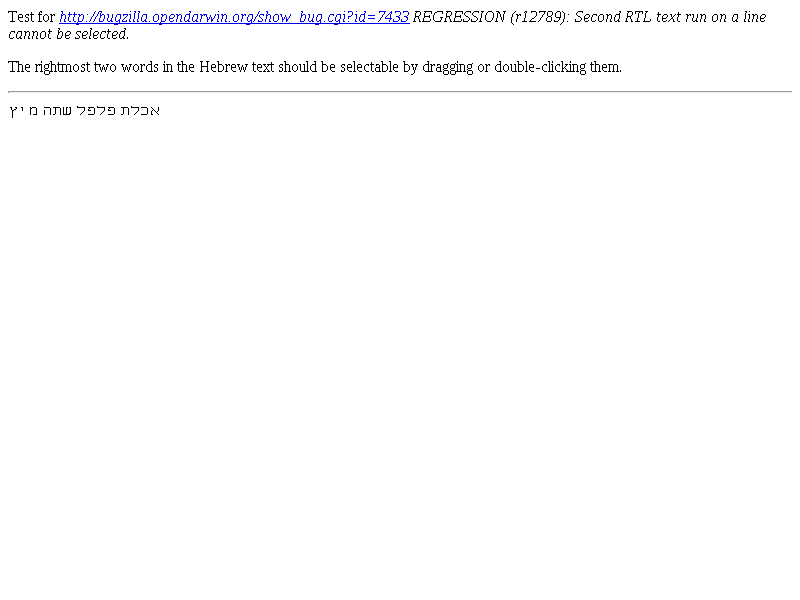 Test for http://bugzilla.opendarwin.org/show_bug.cgi?id=7433 REGRESSION (r12789): Second RTL text run on a line
cannot be selected.
The rightmost two words in the Hebrew text should be selectable by dragging or double-clicking them.
אכלת פלפל שתה מיץ